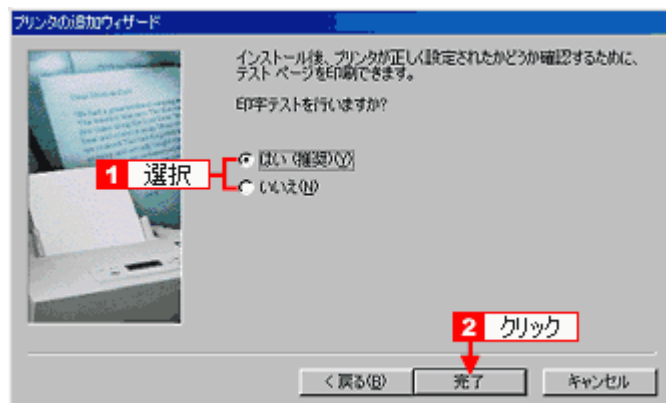 プリンタの追加ウィザード
インストール後、プリンタが正しく設定されたかどうか確認するために、
テスト ページを印刷できます。
印字テストを行いますか?
はい (推奨)(Y)
1 選択
いいえ(N)
2 クリック
< 戻る(B)
完了
キャンセル